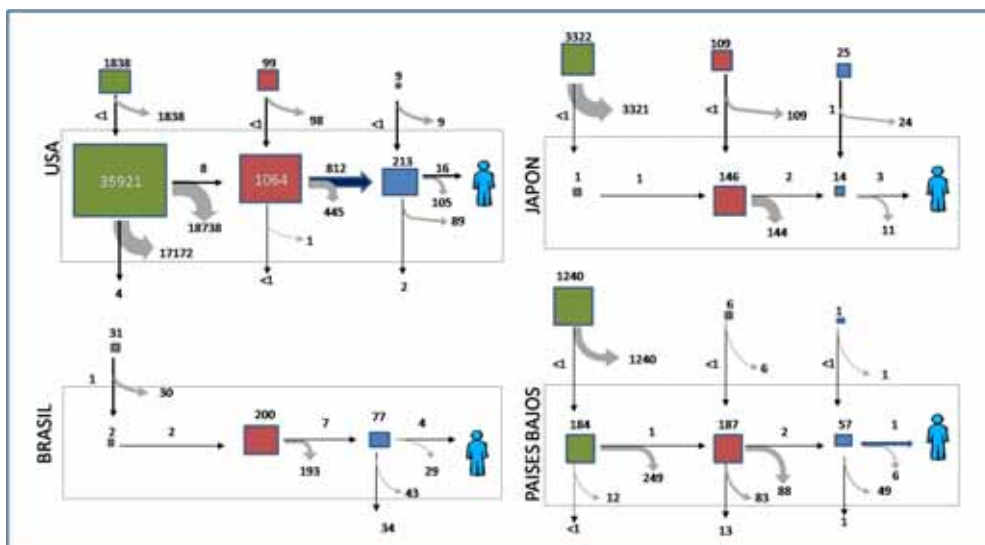 1838 99 9
<1 1838 <1 98 <1 9
USA
35921 8 1064 812 213 16
18738 445 105
17172 1 89
4 <1 2
3322 109 25
<1 3321 <1 109 1 24
JAPON
1 1 146 2 14 3
144 11
31
1 30
BRASIL
2 2 200 7 77 4
193 29
43
34
1240 6 1
<1 1240 <1 6 <1 1
PAISES BAJOS
184 1 187 2 57 1
249 88 6
12 83 49
<1 13 1